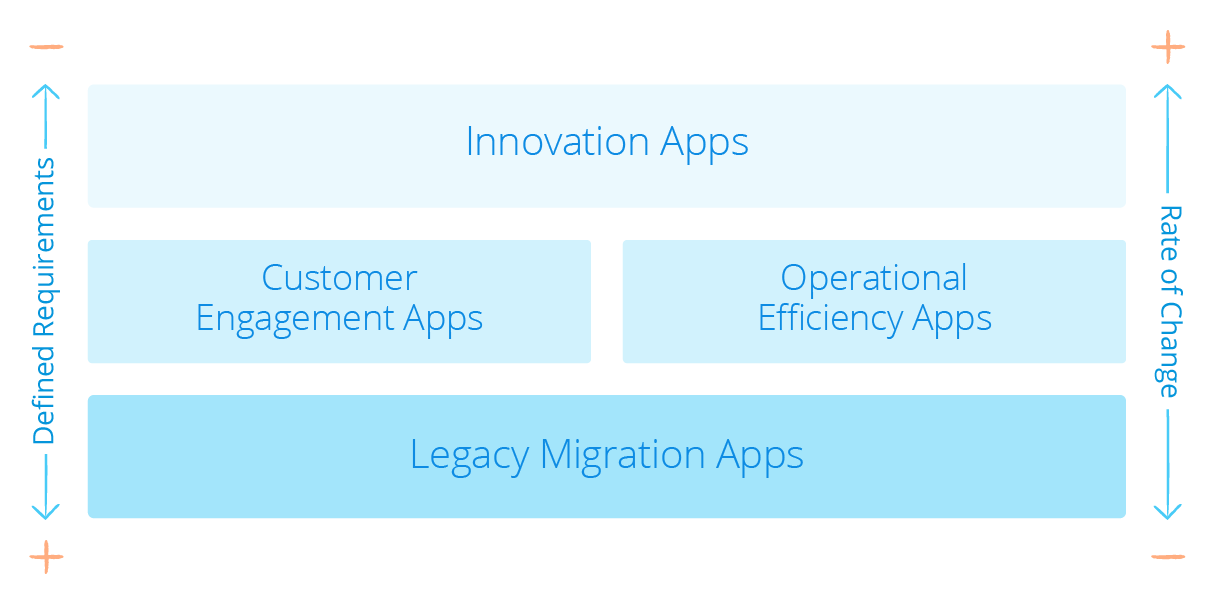 Innovation Apps
Customer
Engagement Apps
Operational
Efficiency Apps
Legacy Migration Apps
Defined Requirements
Rate of Change